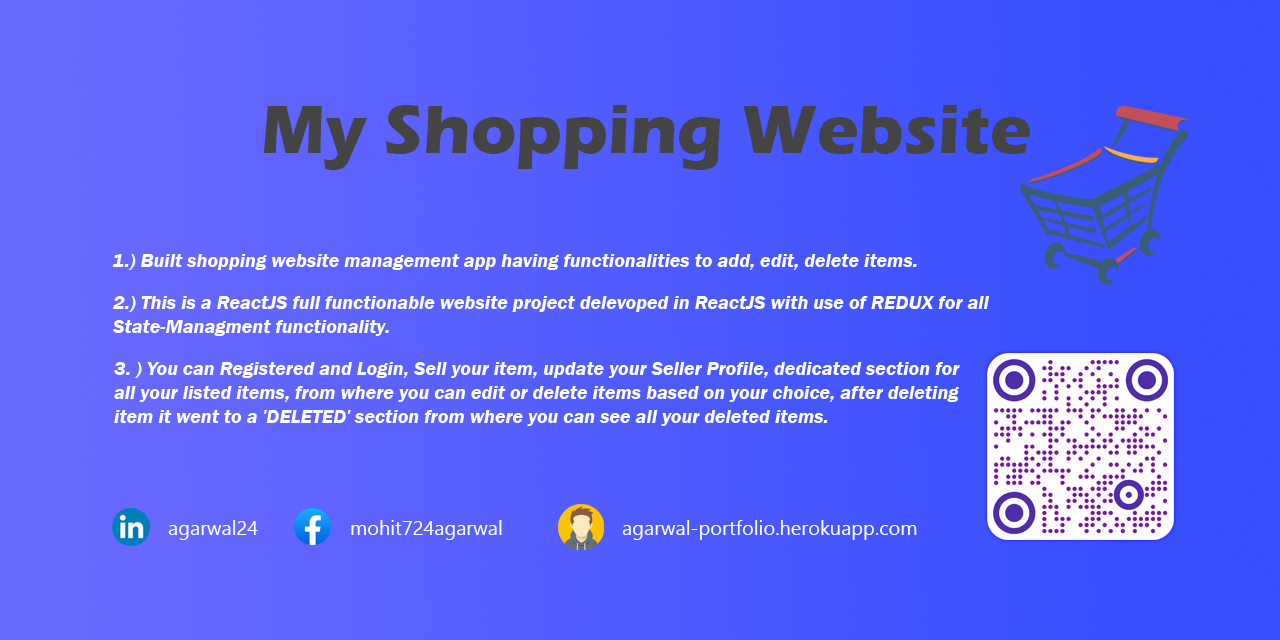 My Shopping Website
1.) Built shopping website management app having functionalities to add, edit, delete items.
2.) This is a ReactJS full functionable website project delevoped in ReactJS with use of REDUX for all
State-Managment functionality.
3. ) You can Registered and Login, Sell your item, update your Seller Profile, dedicated section for
all your listed items, from where you can edit or delete items based on your choice, after deleting
item it went to a 'DELETED' section from where you can see all your deleted items.
in agarwal24 f mohit724agarwal agarwal-portfolio.herokuapp.com